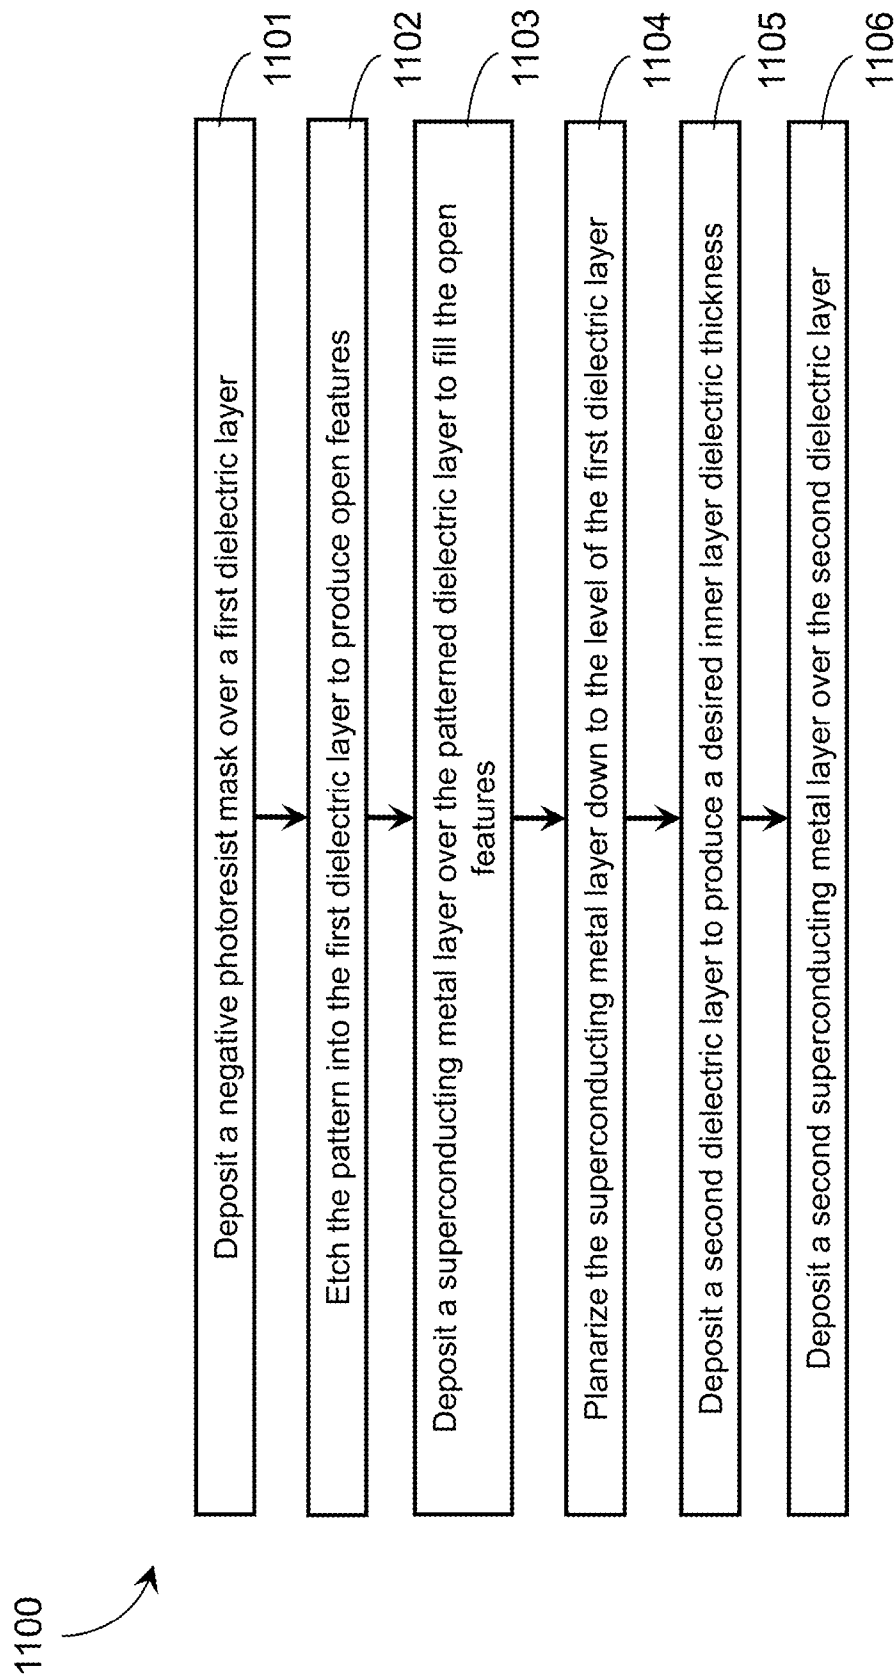 1100
Deposit a negative photoresist mask over a first dielectric layer
1101
Etch the pattern into the first dielectric layer to produce open features
1102
Deposit a superconducting metal layer over the patterned dielectric layer to fill the open
features
1103
Planarize the superconducting metal layer down to the level of the first dielectric layer
1104
Deposit a second dielectric layer to produce a desired inner layer dielectric thickness
1105
Deposit a second superconducting metal layer over the second dielectric layer
1106